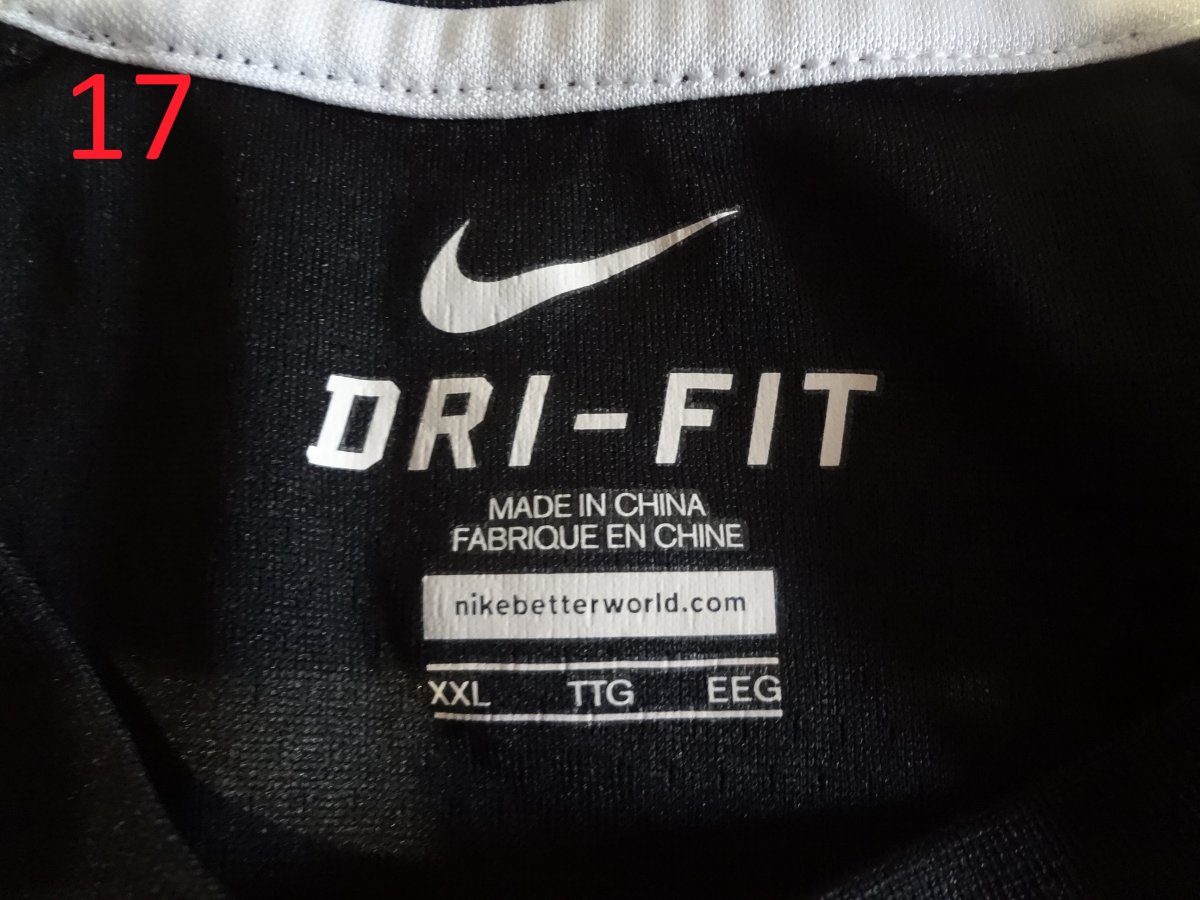 17
DRI-FIT
MADE IN CHINA
FABRIQUE EN CHINE
nikebetterworld.com
XXL TTG EEG